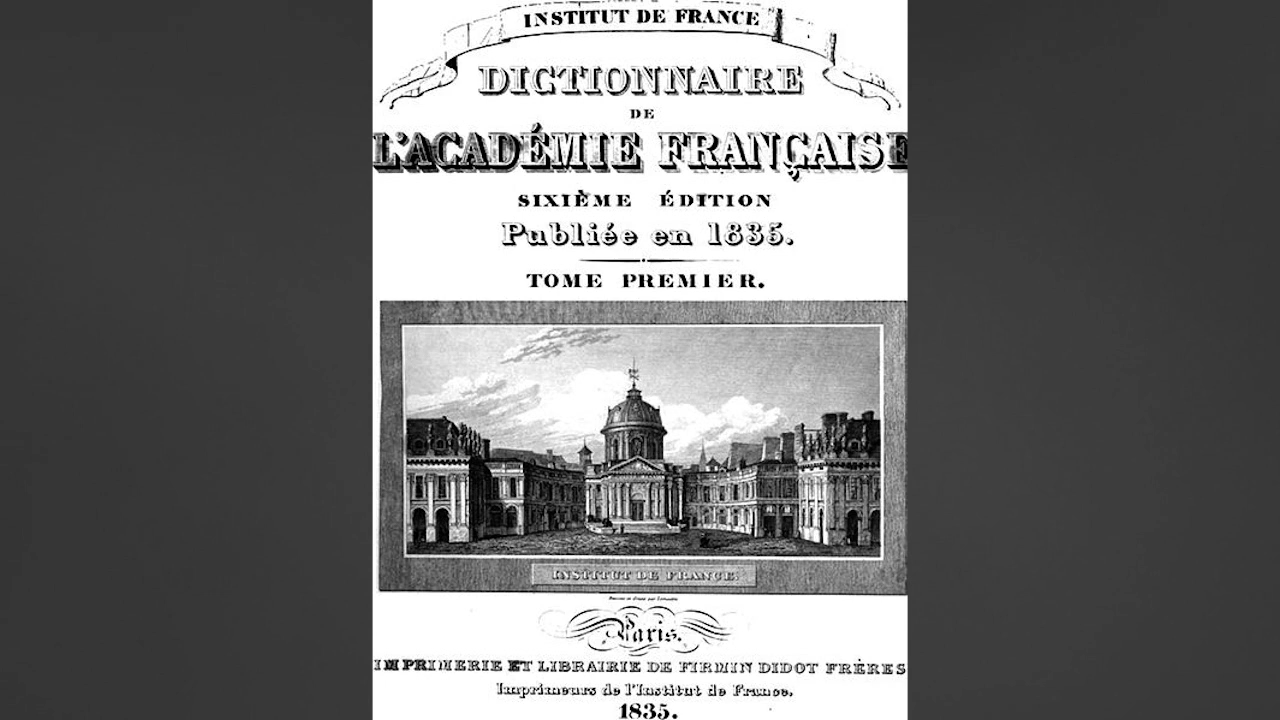 INSTITUT DE FRANCE
DICTIONNAIRE
DE
L'ACADÉMIE FRANÇAISE
SIXIÈME ÉDITION
Publiée en 1835.
TOME PREMIER.
INSTITUT DE FRANCE.
Paris.
IMPRIMERIE ET LIBRAIRIE DE FIRMIN DIDOT FRÈRES
Imprimeurs de l'Institut de France.
1835.